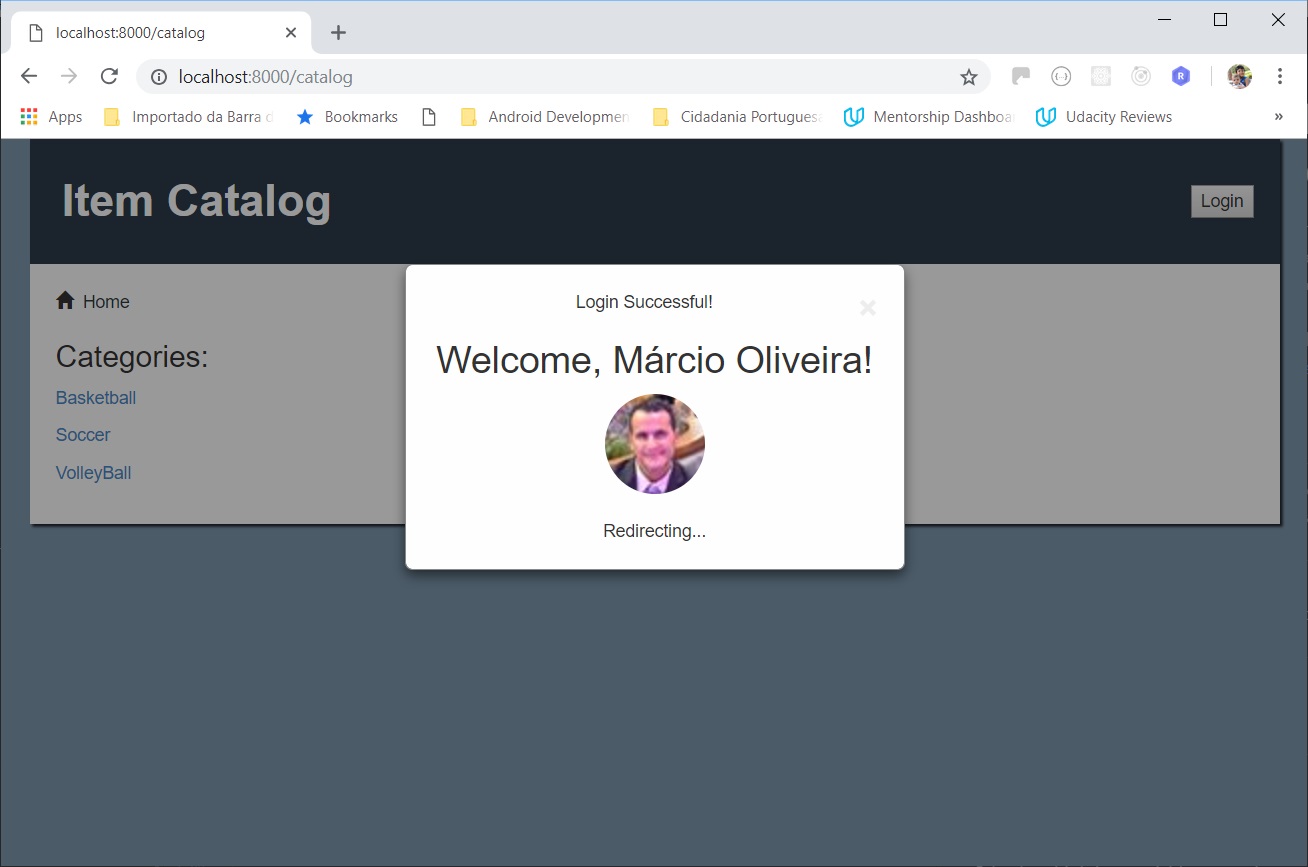 localhost:8000/catalog
localhost:8000/catalog
Apps Importado da Barra d Bookmarks Android Developmen Cidadania Portugues Mentorship Dashboa Udacity Reviews
Item Catalog
Login
Home
Login Successful!
Categories:
Welcome, Márcio Oliveira!
Basketball
Soccer
VolleyBall
Redirecting...